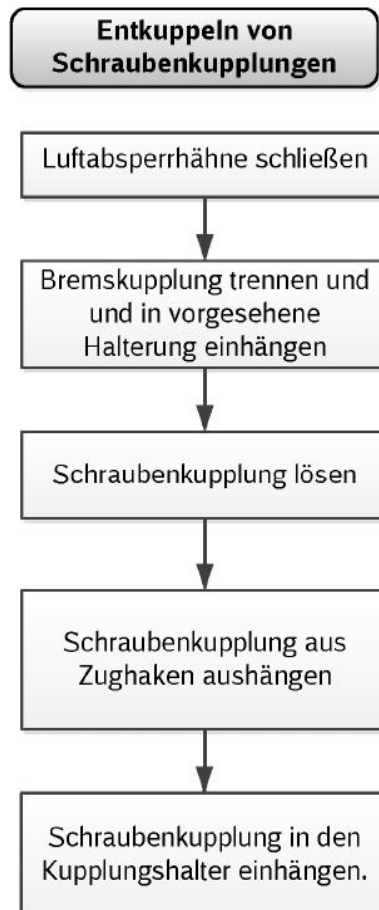 Entkuppeln von
Schraubenkupplungen
Luftabsperrhähne schließen
Bremskupplung trennen und
und in vorgesehene
Halterung einhängen
Schraubenkupplung lösen
Schraubenkupplung aus
Zughaken aushängen
Schraubenkupplung in den
Kupplungshalter einhängen.